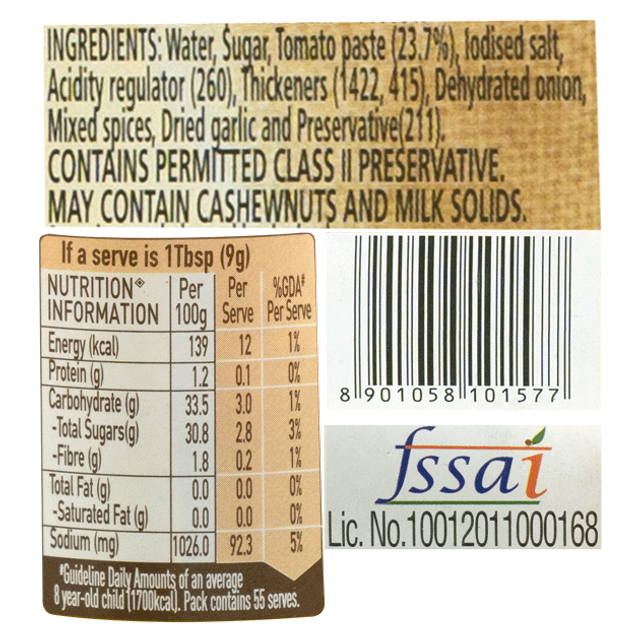 INGREDIENTS: Water, Sugar, Tomato paste (23.7%), Iodised salt,
Acidity regulator (260), Thickeners (1422, 415), Dehydrated onion,
Mixed spices, Dried garlic and Preservative(211).
CONTAINS PERMITTED CLASS II PRESERVATIVE.
MAY CONTAIN CASHEWNUTS AND MILK SOLIDS.
If a serve is 1Tbsp (9g)
NUTRITION◈ INFORMATION Per 100g Per Serve %GDA# Per Serve
Energy (kcal) 139 12 1%
Protein (g) 1.2 0.1 0%
Carbohydrate (g) 33.5 3.0 1%
-Total Sugars(g) 30.8 2.8 3%
-Fibre (g) 1.8 0.2 1%
Total Fat (g) 0.0 0.0 0%
-Saturated Fat (g) 0.0 0.0 0%
Sodium (mg) 1026.0 92.3 5%
#Guideline Daily Amounts of an average
8 year-old child (1700kcal). Pack contains 55 serves.
8 901058 101577
fssai
Lic. No.10012011000168